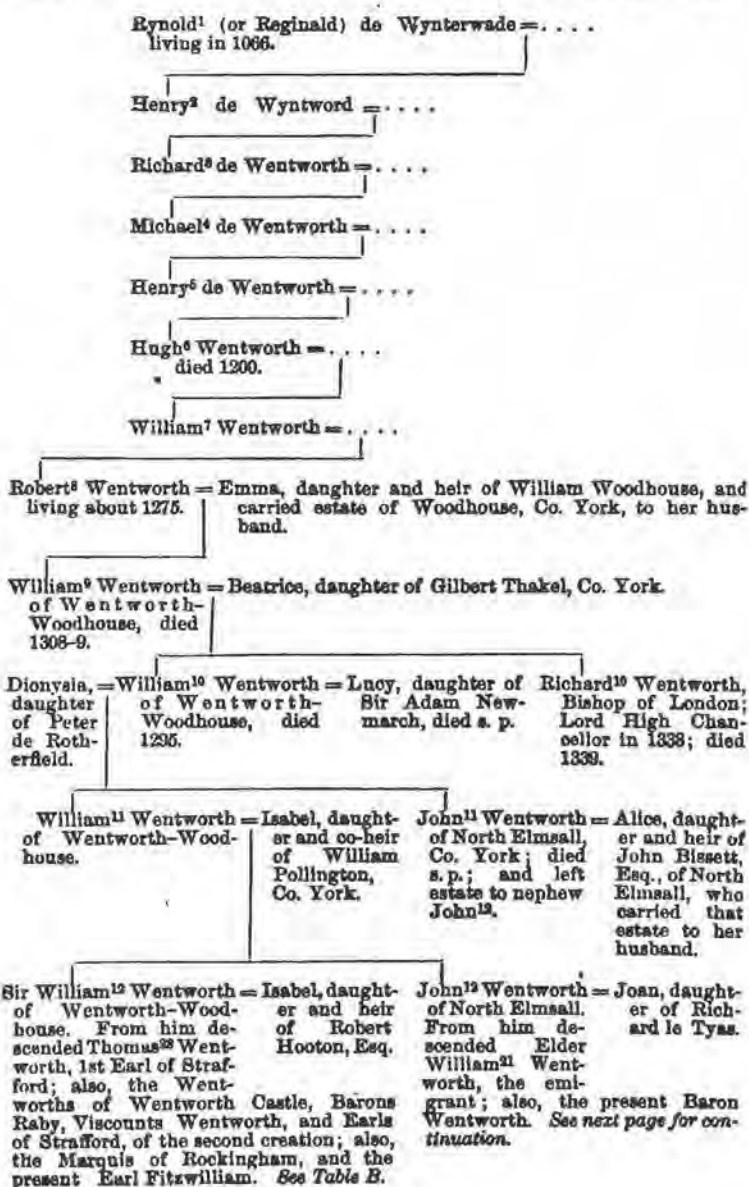 Rynold¹ (or Reginald) de Wynterwade = . . . .
living in 1066.
Henry² de Wyntword = . . . .
Richard³ de Wentworth = . . . .
Michael⁴ de Wentworth = . . . .
Henry⁵ de Wentworth = . . . .
Hugh⁶ Wentworth = . . . .
died 1200.
William⁷ Wentworth = . . . .
Robert⁸ Wentworth = Emma, daughter and heir of William Woodhouse, and
living about 1275. carried estate of Woodhouse, Co. York, to her hus-
band.
William⁹ Wentworth = Beatrice, daughter of Gilbert Thakel, Co. York.
of Wentworth-
Woodhouse, died
1308-9.
Dionysia, = William¹⁰ Wentworth = Lucy, daughter of Richard¹⁰ Wentworth,
daughter of Wentworth- Sir Adam New- Bishop of London;
of Peter Woodhouse, died march, died s. p. Lord High Chan-
de Roth- 1295. cellor in 1338; died
erfield. 1339.
William¹¹ Wentworth = Isabel, daught- John¹¹ Wentworth = Alice, daught-
of Wentworth-Wood- er and co-heir of North Elmsall, er and heir of
house. of William Co. York; died John Bissett,
Pollington, s. p.; and left Esq., of North
Co. York. estate to nephew Elmsall, who
John¹². carried that
estate to her
husband.
Sir William¹² Wentworth = Isabel, daught- John¹² Wentworth = Joan, daught-
of Wentworth-Wood- er and heir of North Elmsall. er of Rich-
house. From him de- of Robert From him de- ard le Tyas.
scended Thomas²³ Went- Hooton, Esq. scended Elder
worth, 1st Earl of Straf- William²¹ Went-
ford; also, the Went- worth, the emi-
worths of Wentworth Castle, Barons grant; also, the present Baron
Raby, Viscounts Wentworth, and Earls Wentworth. See next page for con-
of Strafford, of the second creation; also, tinuation.
the Marquis of Rockingham, and the
present Earl Fitzwilliam. See Table B.